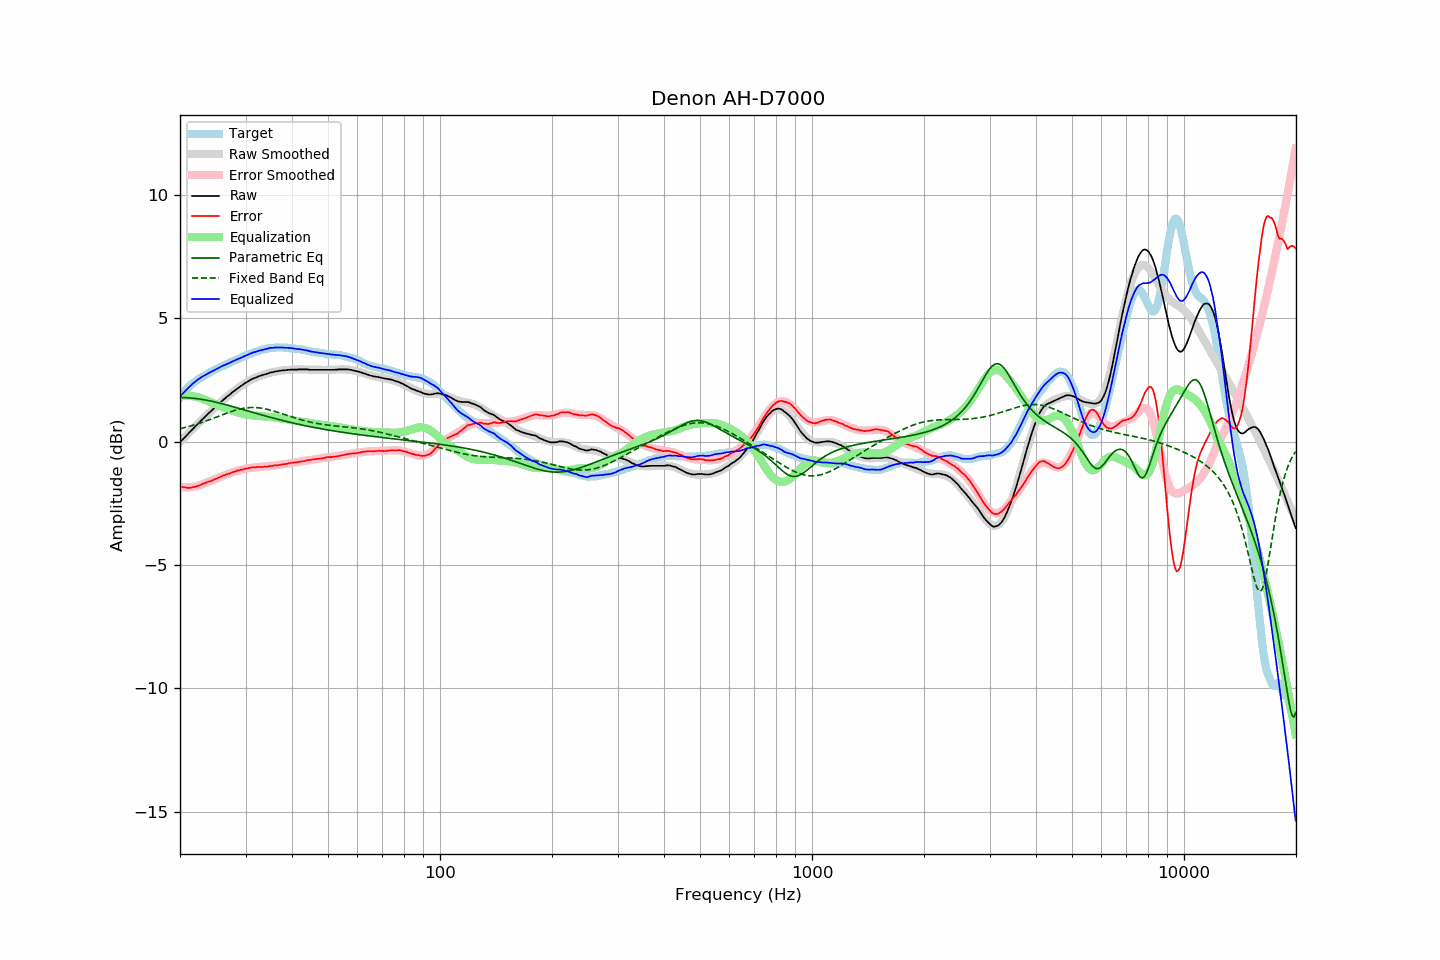 Denon AH-D7000
Target
Raw Smoothed
Error Smoothed
Raw
Error
Equalization
Parametric Eq
Fixed Band Eq
Equalized
10
5
0
−5
−10
−15
Amplitude (dBr)
100
1000
10000
Frequency (Hz)